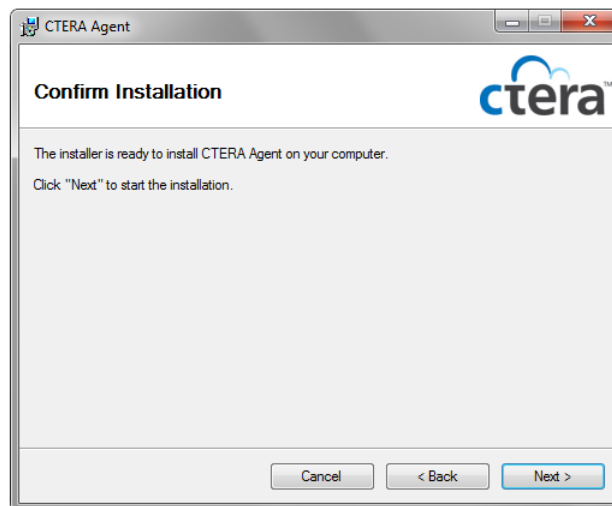 CTERA Agent
Confirm Installation
ctera™
The installer is ready to install CTERA Agent on your computer.
Click "Next" to start the installation.
Cancel
< Back
Next >